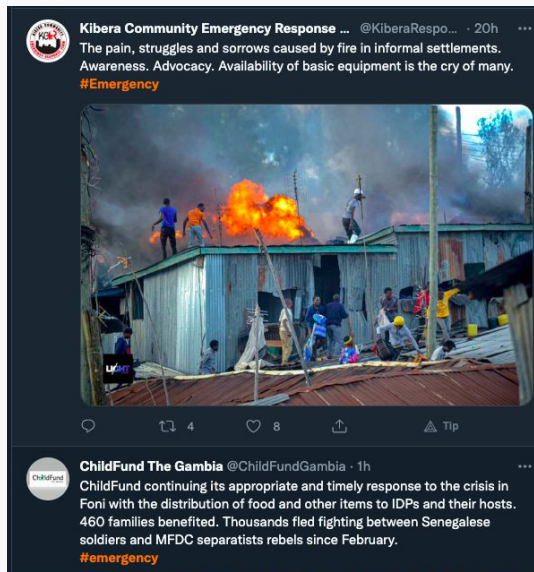 Kibera Community Emergency Response ... @KiberaRespo... · 20h
The pain, struggles and sorrows caused by fire in informal settlements.
Awareness. Advocacy. Availability of basic equipment is the cry of many.
#Emergency
LIGHT
4 8 Tip
ChildFund The Gambia @ChildFundGambia · 1h
ChildFund
ChildFund continuing its appropriate and timely response to the crisis in
Foni with the distribution of food and other items to IDPs and their hosts.
460 families benefited. Thousands fled fighting between Senegalese
soldiers and MFDC separatists rebels since February.
#emergency